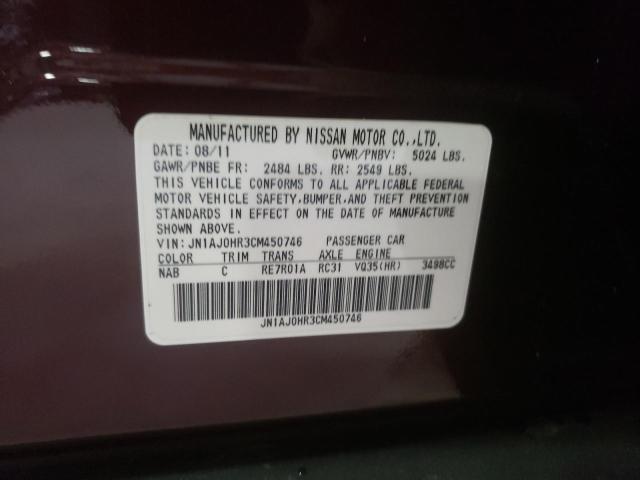 MANUFACTURED BY NISSAN MOTOR CO.,LTD.
DATE: 08/11 GVWR/PNBV: 5024 LBS.
GAWR/PNBE FR: 2484 LBS. RR: 2549 LBS.
THIS VEHICLE CONFORMS TO ALL APPLICABLE FEDERAL
MOTOR VEHICLE SAFETY,BUMPER,AND THEFT PREVENTION
STANDARDS IN EFFECT ON THE DATE OF MANUFACTURE
SHOWN ABOVE.
VIN: JN1AJ0HR3CM450746 PASSENGER CAR
COLOR TRIM TRANS AXLE ENGINE
NAB C RE7R01A RC31 VQ35(HR) 3498CC
JN1AJ0HR3CM450746